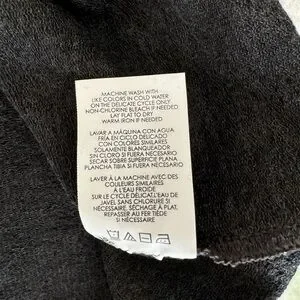 MACHINE WASH WITH
LIKE COLORS IN COLD WATER
ON THE DELICATE CYCLE ONLY
NON-CHLORINE BLEACH IF NEEDED
LAY FLAT TO DRY
WARM IRON IF NEEDED
LAVAR A MÁQUINA CON AGUA
FRÍA EN CICLO DELICADO
CON COLORES SIMILARES
SOLAMENTE BLANQUEADOR
SIN CLORO SI FUERA NECESARIO
SECAR SOBRE SUPERFICIE PLANA
PLANCHA TIBIA SI FUERA NECESARIO
LAVER À LA MACHINE AVEC DES
COULEURS SIMILAIRES
À L'EAU FROIDE
SUR LE CYCLE DÉLICAT.L'EAU DE
JAVEL SANS CHLORURE SI
NÉCESSAIRE, SÉCHAGE À PLAT,
REPASSER AU FER TIÈDE
SI NÉCESSAIRE